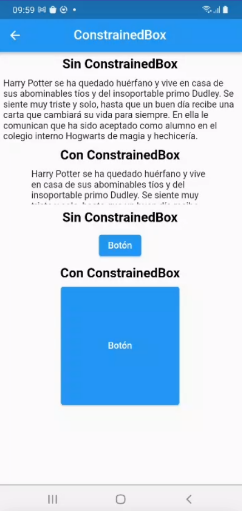 09:59
ConstrainedBox
Sin ConstrainedBox
Harry Potter se ha quedado huérfano y vive en casa de
sus abominables tíos y del insoportable primo Dudley. Se
siente muy triste y solo, hasta que un buen día recibe una
carta que cambiará su vida para siempre. En ella le
comunican que ha sido aceptado como alumno en el
colegio interno Hogwarts de magia y hechicería.
Con ConstrainedBox
Harry Potter se ha quedado huérfano y vive
en casa de sus abominables tíos y del
insoportable primo Dudley. Se siente muy
Sin ConstrainedBox
Botón
Con ConstrainedBox
Botón